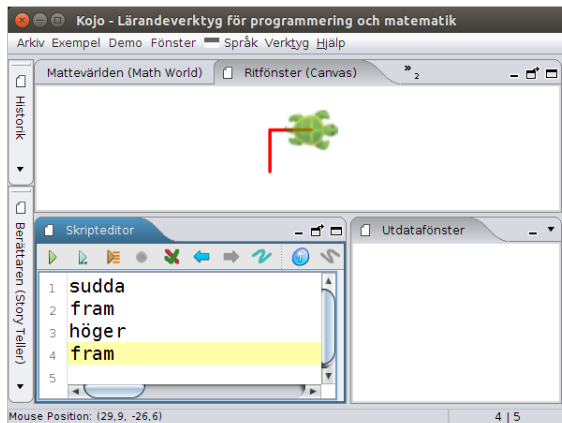 Kojo - Lärandeverktyg för programmering och matematik
Arkiv Exempel Demo Fönster Språk Verktyg Hjälp
Historik
Berättaren (Story Teller)
Mattevärlden (Math World)
Ritfönster (Canvas)
»2
Skripteditor
1 sudda
2 fram
3 höger
4 fram
5
Utdatafönster
Mouse Position: (29,9, -26,6)
4|5